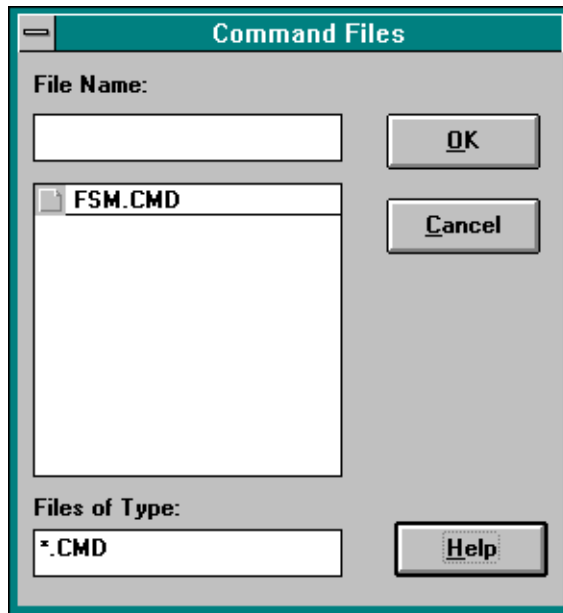 Command Files
File Name:
OK
FSM.CMD
Cancel
Files of Type:
*.CMD
Help